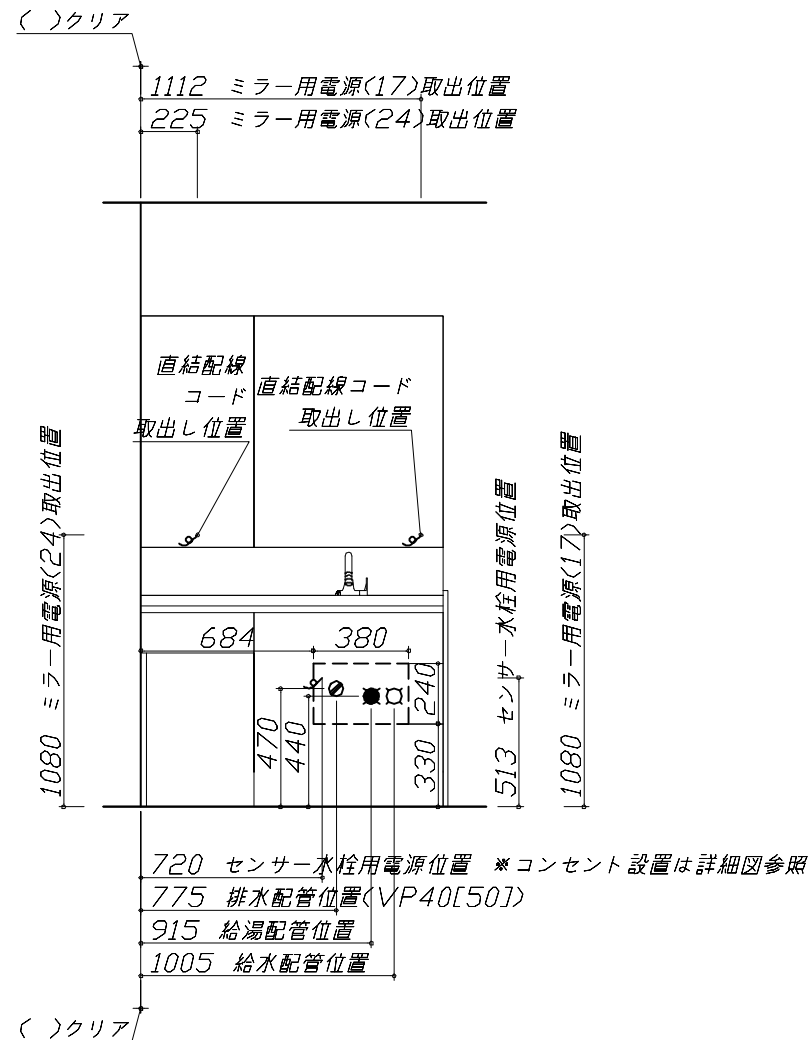 ( )クリア
1112 ミラー用電源(17)取出位置
225 ミラー用電源(24)取出位置
直結配線
コード
取出し位置
直結配線コード
取出し位置
1080 ミラー用電源(24)取出位置
513 センサー水栓用電源位置
1080 ミラー用電源(17)取出位置
684
380
240
330
470
440
720 センサー水栓用電源位置 ※コンセント設置は詳細図参照
775 排水配管位置(VP40[50])
915 給湯配管位置
1005 給水配管位置
( )クリア